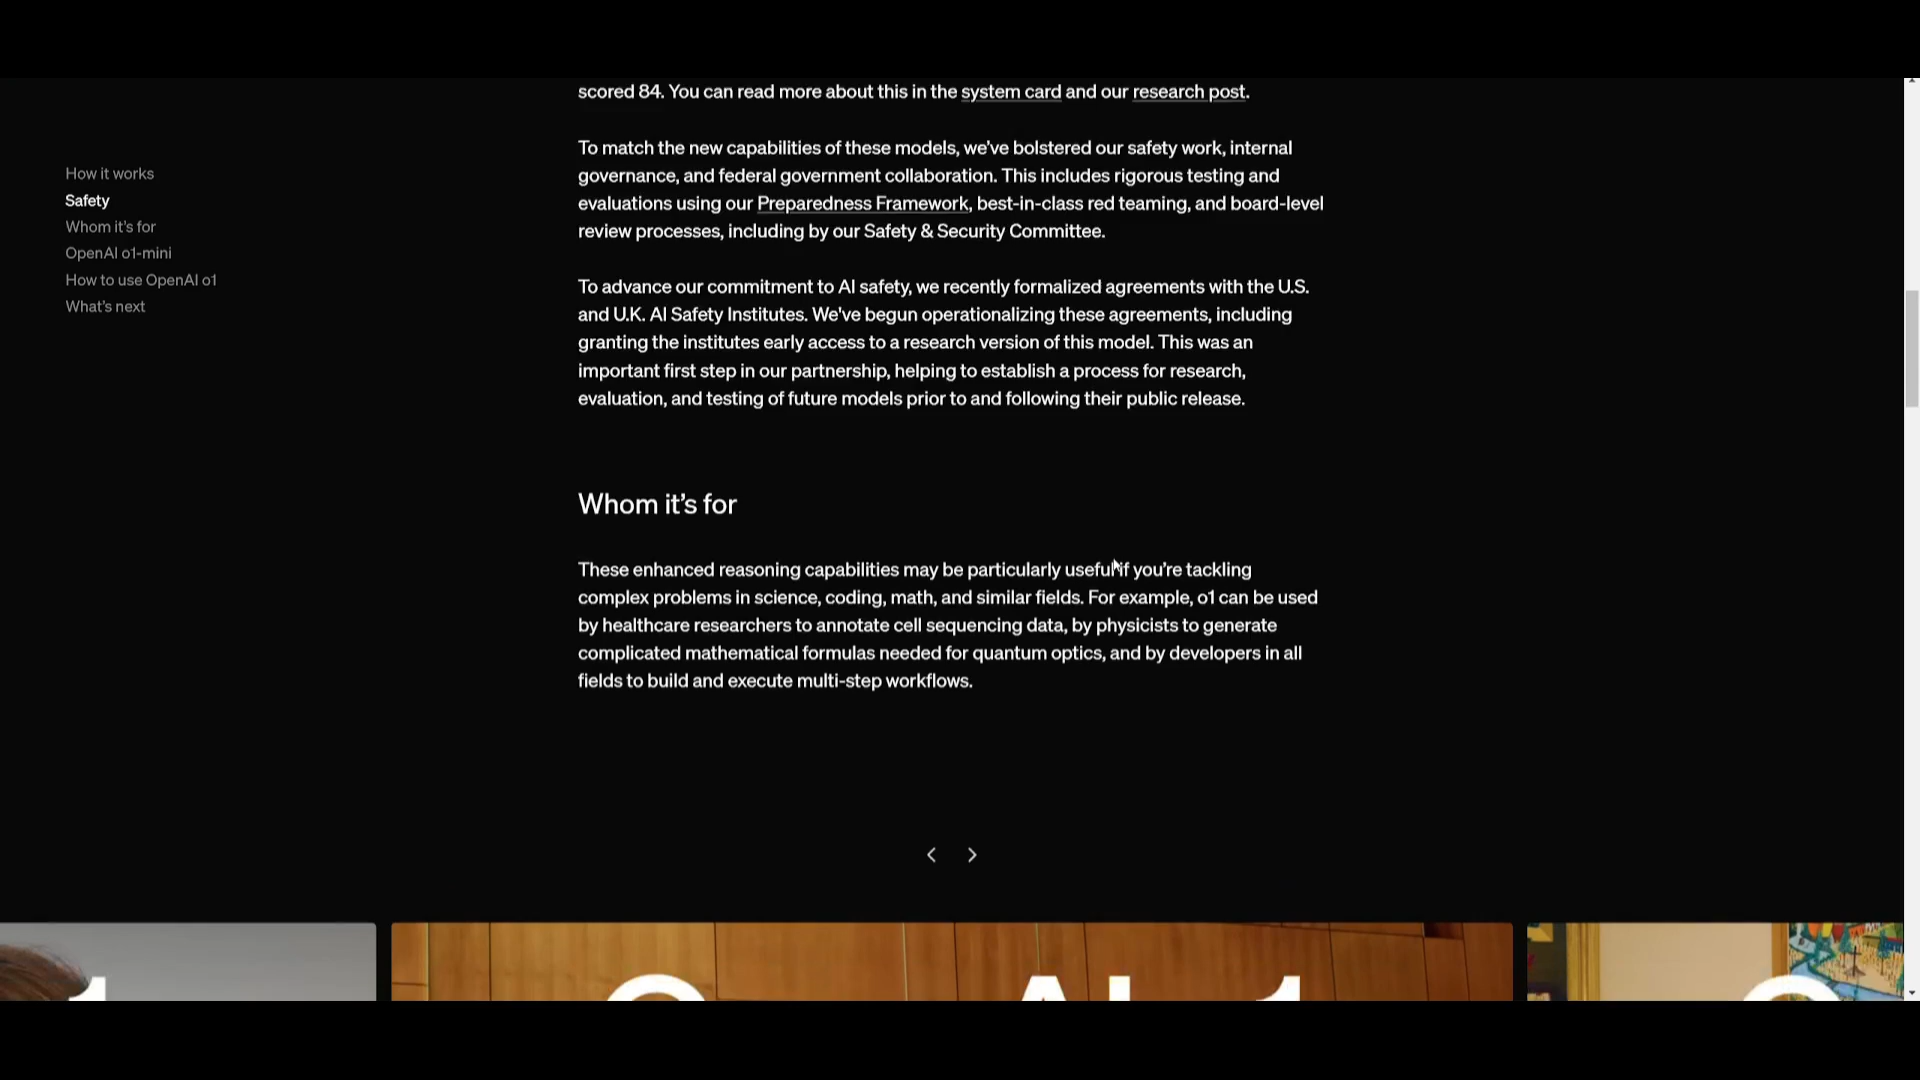 scored 84. You can read more about this in the system card and our research post.
How it works
Safety
Whom it's for
OpenAI o1-mini
How to use OpenAI o1
What's next
To match the new capabilities of these models, we've bolstered our safety work, internal
governance, and federal government collaboration. This includes rigorous testing and
evaluations using our Preparedness Framework, best-in-class red teaming, and board-level
review processes, including by our Safety & Security Committee.
To advance our commitment to AI safety, we recently formalized agreements with the U.S.
and U.K. AI Safety Institutes. We've begun operationalizing these agreements, including
granting the institutes early access to a research version of this model. This was an
important first step in our partnership, helping to establish a process for research,
evaluation, and testing of future models prior to and following their public release.
Whom it's for
These enhanced reasoning capabilities may be particularly useful if you're tackling
complex problems in science, coding, math, and similar fields. For example, o1 can be used
by healthcare researchers to annotate cell sequencing data, by physicists to generate
complicated mathematical formulas needed for quantum optics, and by developers in all
fields to build and execute multi-step workflows.